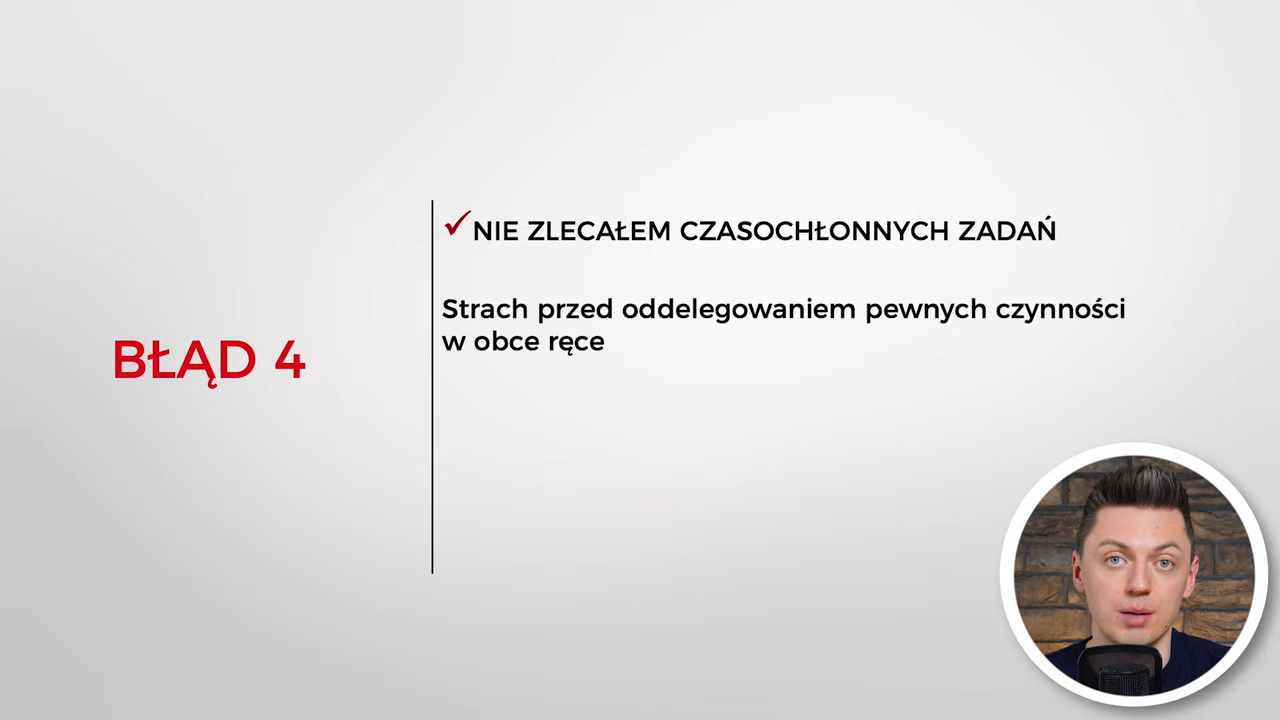 BŁĄD 4
NIE ZLECAŁEM CZASOCHŁONNYCH ZADAŃ
Strach przed oddelegowaniem pewnych czynności
w obce ręce